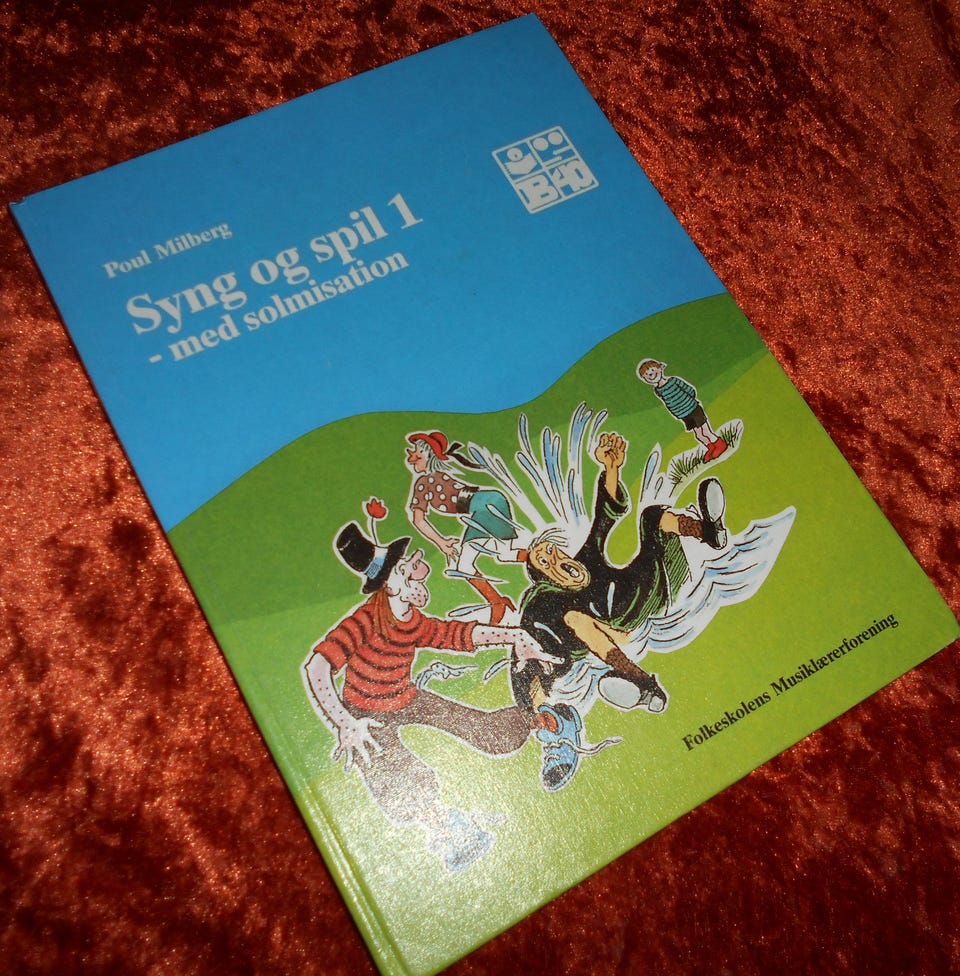 Poul Milberg
Syng og spil 1
- med solmisation
Folkeskolens Musiklærerforening